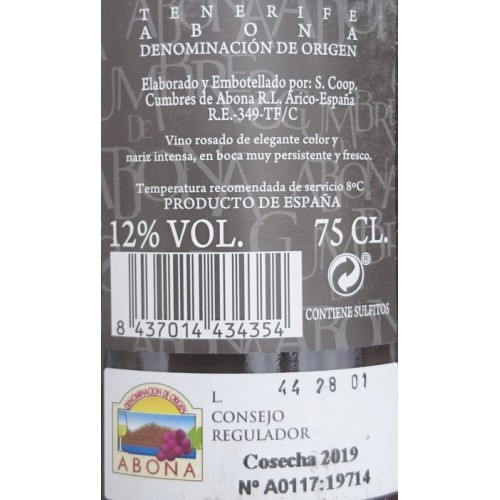 TENERIFE
ABONA
DENOMINACIÓN DE ORIGEN
Elaborado y Embotellado por: S. Coop.
Cumbres de Abona R.L. Arico-España
R.E.-349-TF/C
Vino rosado de elegante color y
nariz intensa, en boca muy persistente y fresco.
Temperatura recomendada de servicio 8ºC
PRODUCTO DE ESPAÑA
12% VOL. 75 CL.
®
CONTIENE SULFITOS
8 437014 434354
L. 44 28 01
DENOMINACION DE ORIGEN
ABONA
CONSEJO
REGULADOR
Cosecha 2019
Nº A0117:19714